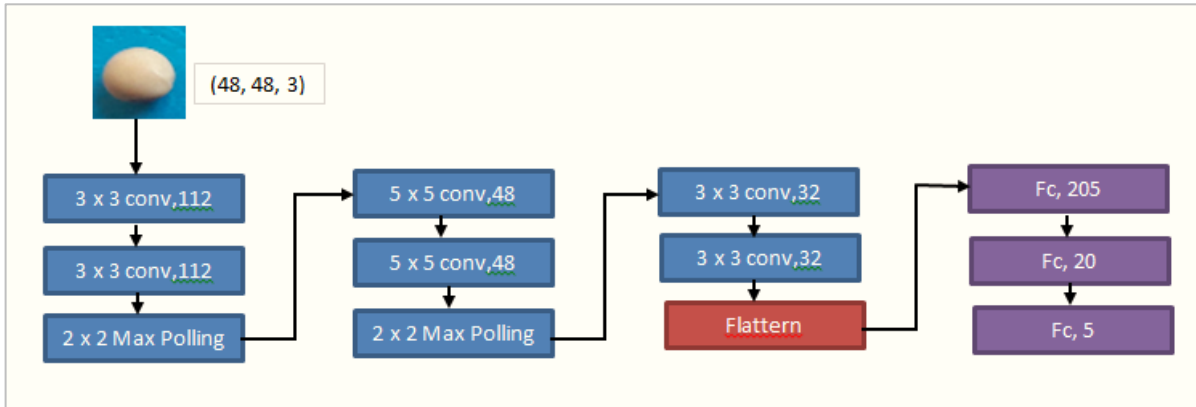 (48, 48, 3)
3 x 3 conv,112
3 x 3 conv,112
2 x 2 Max Polling
5 x 5 conv,48
5 x 5 conv,48
2 x 2 Max Polling
3 x 3 conv,32
3 x 3 conv,32
Flattern
Fc, 205
Fc, 20
Fc, 5